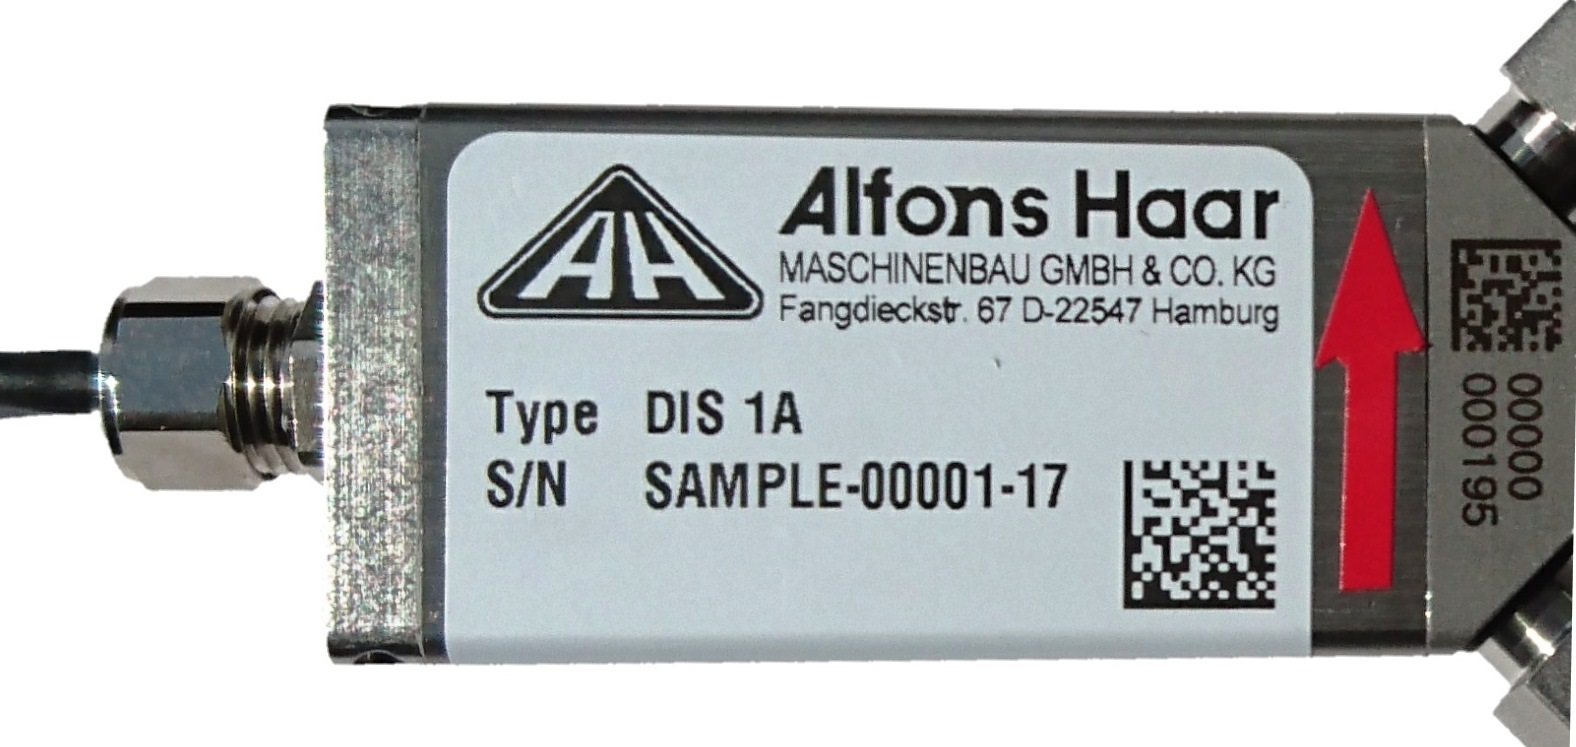 AH
Alfons Haar
MASCHINENBAU GMBH & CO. KG
Fangdieckstr. 67 D-22547 Hamburg
Type DIS 1A
S/N SAMPLE-00001-17
00000
000195